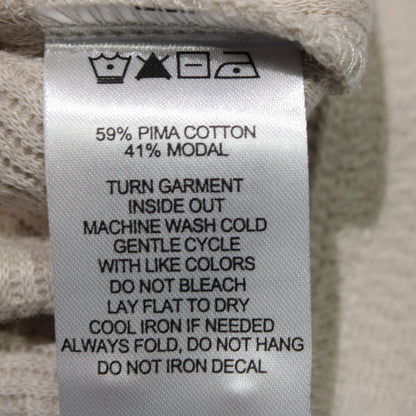 59% PIMA COTTON
41% MODAL
TURN GARMENT
INSIDE OUT
MACHINE WASH COLD
GENTLE CYCLE
WITH LIKE COLORS
DO NOT BLEACH
LAY FLAT TO DRY
COOL IRON IF NEEDED
ALWAYS FOLD, DO NOT HANG
DO NOT IRON DECAL